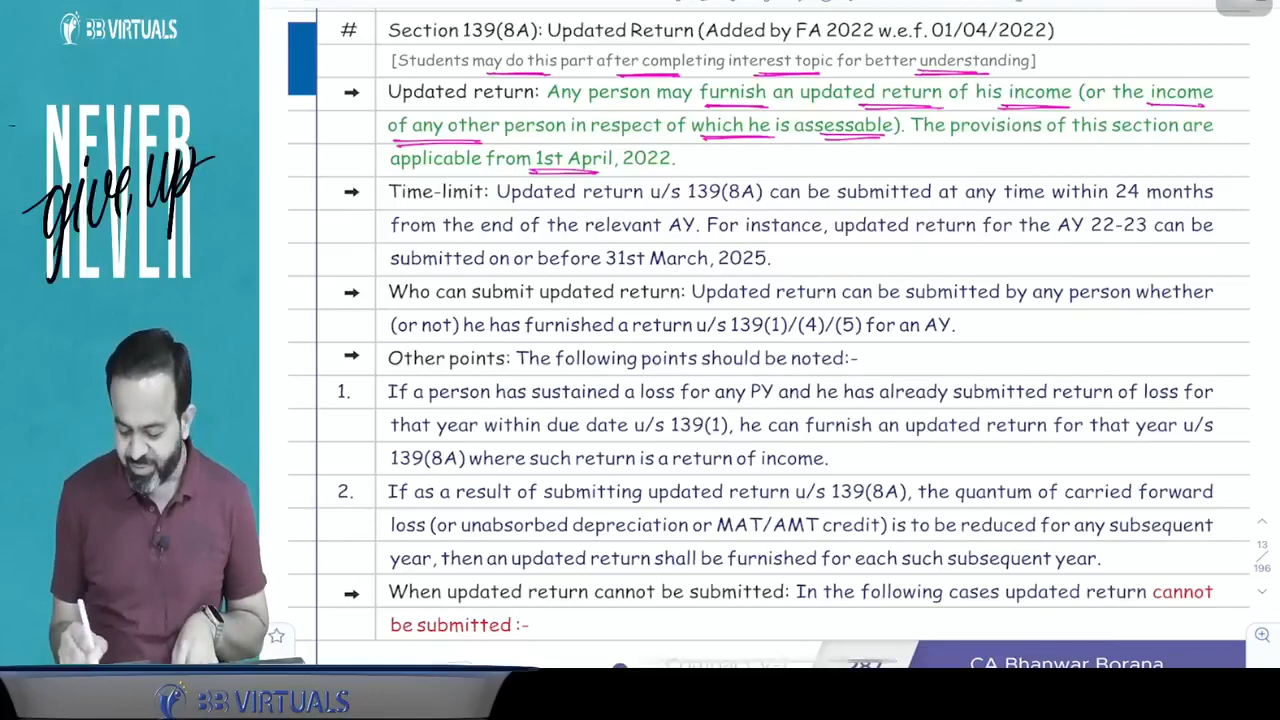 BB VIRTUALS
NEVER
give up
NEVER
# Section 139(8A): Updated Return (Added by FA 2022 w.e.f. 01/04/2022)
[Students may do this part after completing interest topic for better understanding]
➞ Updated return: Any person may furnish an updated return of his income (or the income
of any other person in respect of which he is assessable). The provisions of this section are
applicable from 1st April, 2022.
➞ Time-limit: Updated return u/s 139(8A) can be submitted at any time within 24 months
from the end of the relevant AY. For instance, updated return for the AY 22-23 can be
submitted on or before 31st March, 2025.
➞ Who can submit updated return: Updated return can be submitted by any person whether
(or not) he has furnished a return u/s 139(1)/(4)/(5) for an AY.
➞ Other points: The following points should be noted:-
1. If a person has sustained a loss for any PY and he has already submitted return of loss for
that year within due date u/s 139(1), he can furnish an updated return for that year u/s
139(8A) where such return is a return of income.
2. If as a result of submitting updated return u/s 139(8A), the quantum of carried forward
loss (or unabsorbed depreciation or MAT/AMT credit) is to be reduced for any subsequent
year, then an updated return shall be furnished for each such subsequent year.
➞ When updated return cannot be submitted: In the following cases updated return cannot
be submitted :-
13
/
196
287
CA Bhanwar Borana
BB VIRTUALS